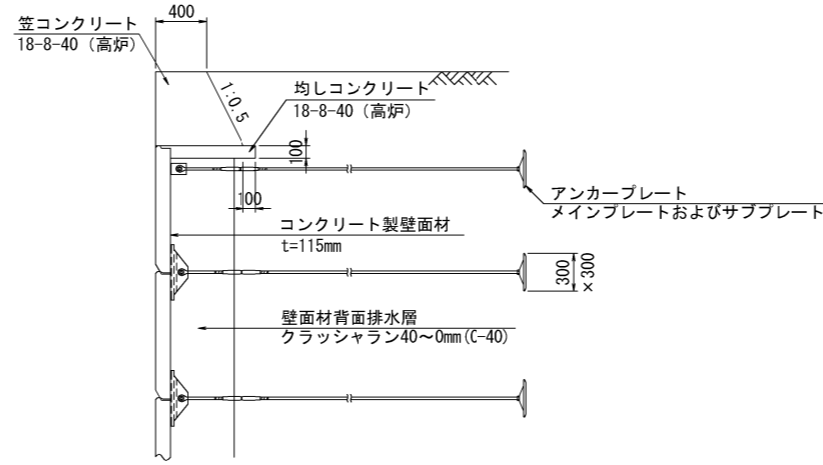 400
笠コンクリート
18-8-40（高炉）
1:0.5
均しコンクリート
18-8-40（高炉）
100
100
アンカープレート
メインプレートおよびサブプレート
コンクリート製壁面材
t=115mm
300
×300
壁面材背面排水層
クラッシャラン40～0mm(C-40)